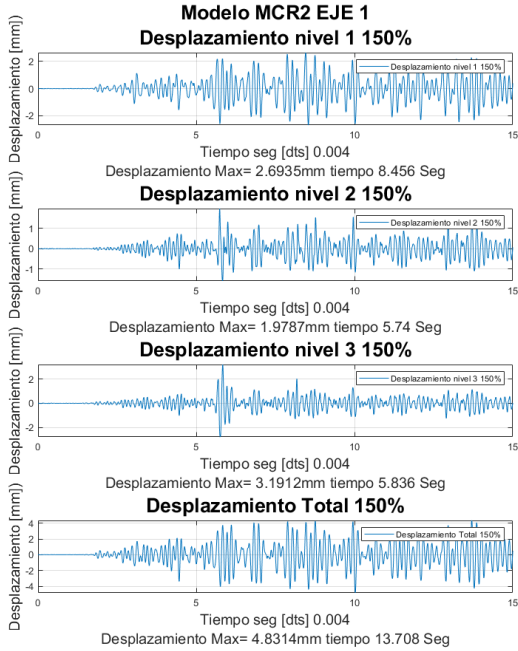 Modelo MCR2 EJE 1
Desplazamiento nivel 1 150%
Desplazamiento [mm])
2
0
-2
Desplazamiento nivel 1 150%
0 5 10 15
Tiempo seg [dts] 0.004
Desplazamiento Max= 2.6935mm tiempo 8.456 Seg
Desplazamiento nivel 2 150%
Desplazamiento [mm])
1
0
-1
Desplazamiento nivel 2 150%
0 5 10 15
Tiempo seg [dts] 0.004
Desplazamiento Max= 1.9787mm tiempo 5.74 Seg
Desplazamiento nivel 3 150%
Desplazamiento [mm])
2
0
-2
Desplazamiento nivel 3 150%
0 5 10 15
Tiempo seg [dts] 0.004
Desplazamiento Max= 3.1912mm tiempo 5.836 Seg
Desplazamiento Total 150%
Desplazamiento [mm])
4
2
0
-2
-4
Desplazamiento Total 150%
0 5 10 15
Tiempo seg [dts] 0.004
Desplazamiento Max= 4.8314mm tiempo 13.708 Seg